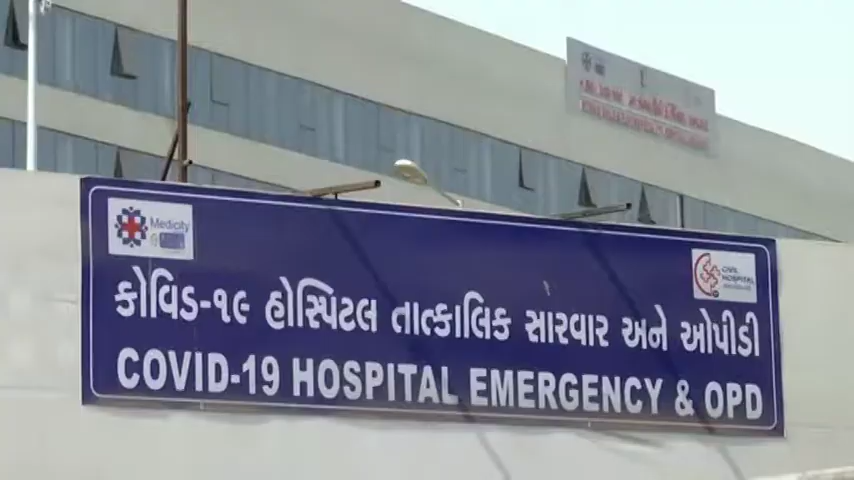 Medicity
CIVIL
HOSPITAL
કોવિડ-૧૯ હોસ્પિટલ તાત્કાલિક સારવાર અને ઓપીડી
COVID-19 HOSPITAL EMERGENCY & OPD